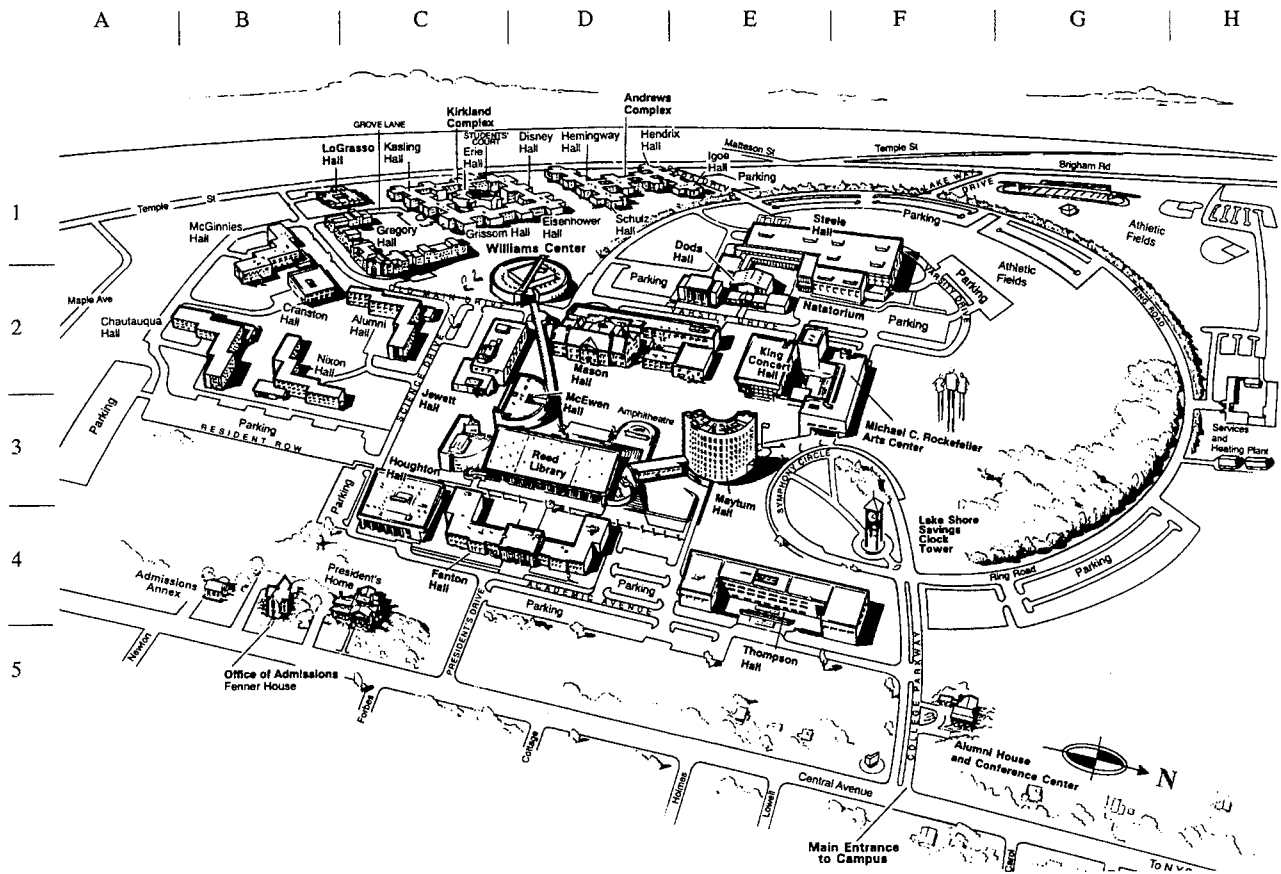 A
B
C
D
E
F
G
H
1
2
3
4
5
Andrews
Complex
Kirkland
Complex
GROVE LANE
STUDENTS'
COURT
LoGrasso
Hall
Kasling
Hall
Erie
Hall
Disney
Hall
Hemingway
Hall
Hendrix
Hall
Igoe
Hall
Matteson St
Temple St
Brigham Rd
Parking
LAKE WAY
DRIVE
Temple St
McGinnies
Hall
Gregory
Hall
Grissom Hall
Eisenhower
Hall
Schulz
Hall
Williams Center
Dods
Hall
Steele
Hall
Parking
Athletic
Fields
Athletic
Fields
RING ROAD
Parking
Parking
Parking
Natatorium
Maple Ave
Chautauqua
Hall
Cranston
Hall
Alumni
Hall
Nixon
Hall
SCIENCE DRIVE
Jewett
Hall
Mason
Hall
King
Concert
Hall
McEwen
Hall
Amphitheatre
Michael C. Rockefeller
Arts Center
Services
and
Heating Plant
Parking
Parking
RESIDENT ROW
Parking
Houghton
Hall
Reed
Library
Maytum
Hall
SYMPHONY CIRCLE
Lake Shore
Savings
Clock
Tower
Ring Road
Parking
Fanton
Hall
Admissions
Annex
President's
Home
ACADEMIC AVENUE
Parking
Parking
PRESIDENT'S DRIVE
Thompson
Hall
COLLEGE PARKWAY
Newton
Office of Admissions
Fenner House
Forbes
Cottage
Holmes
Lowell
Central Avenue
Alumni House
and Conference Center
N
Main Entrance
to Campus
Carol
To N.Y.S.